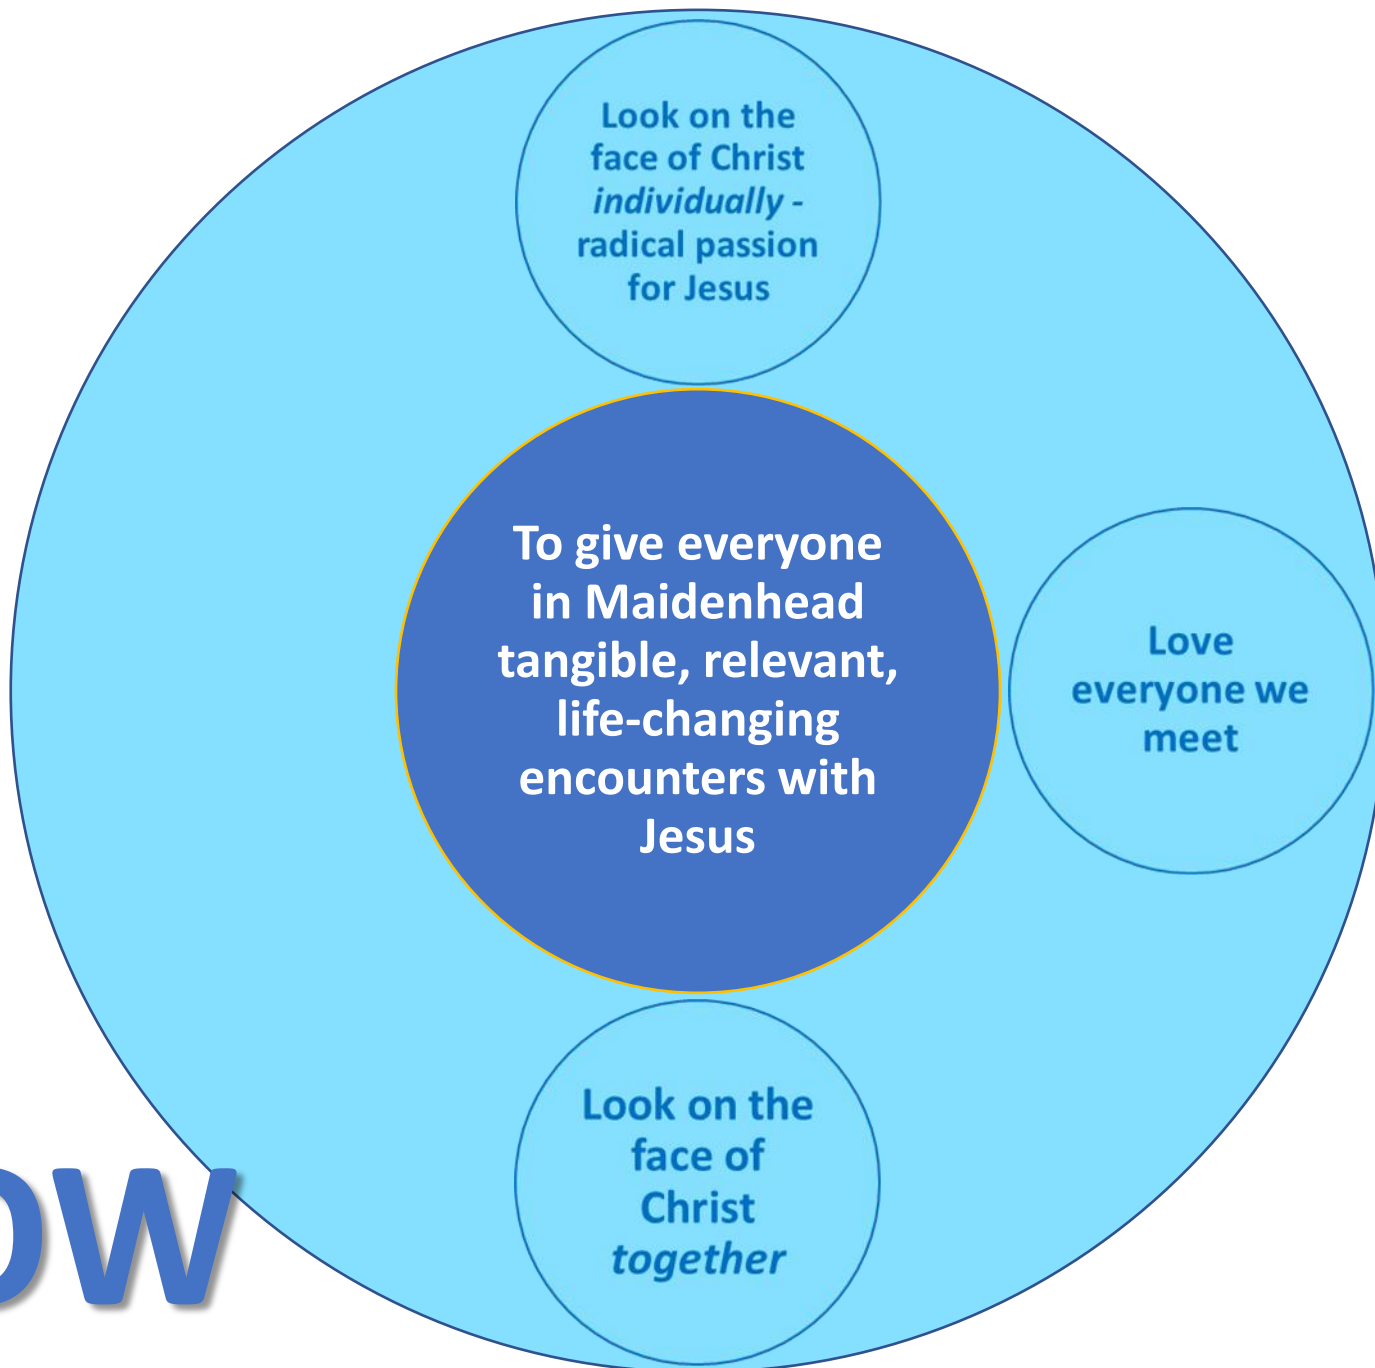 Look on the
face of Christ
individually -
radical passion
for Jesus
To give everyone
in Maidenhead
tangible, relevant,
life-changing
encounters with
Jesus
Love
everyone we
meet
Look on the
face of
Christ
together